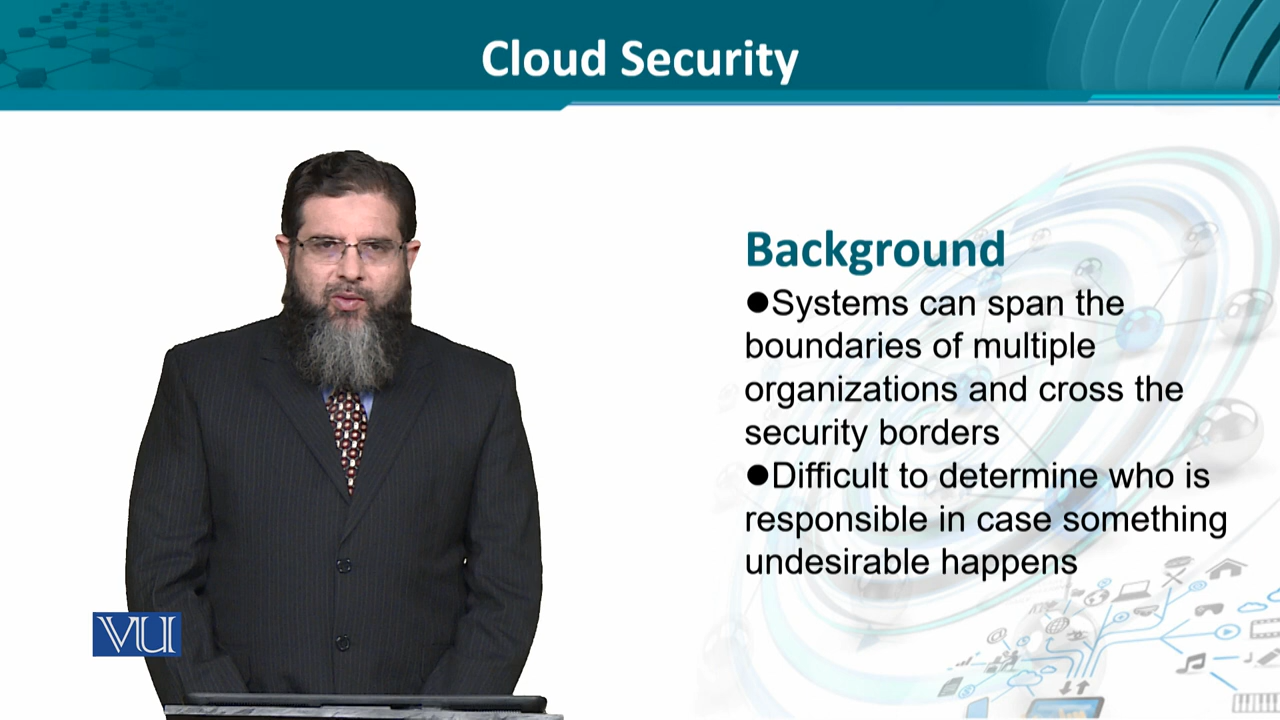 Cloud Security
Background
●Systems can span the
boundaries of multiple
organizations and cross the
security borders
●Difficult to determine who is
responsible in case something
undesirable happens
VU